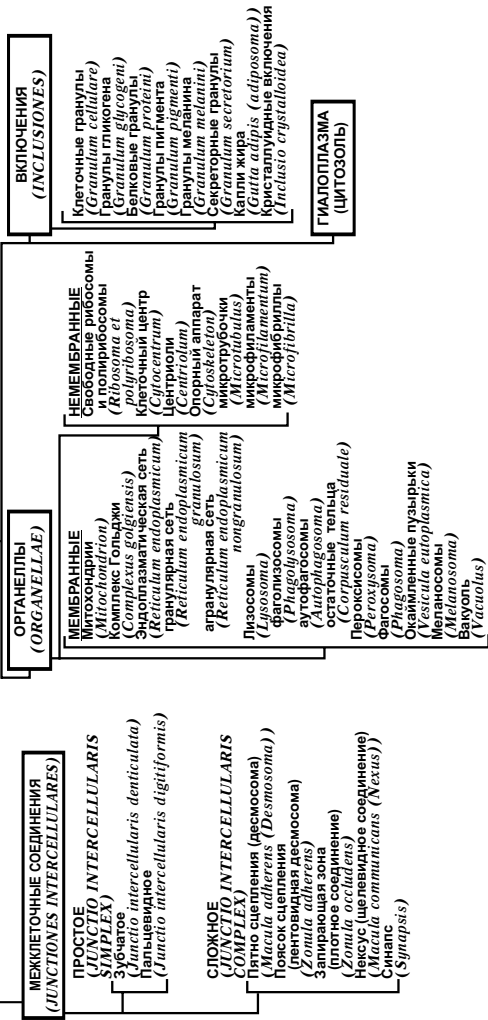 МЕЖКЛЕТОЧНЫЕ СОЕДИНЕНИЯ
(JUNCTIONES INTERCELLULARES)
ПРОСТОЕ
(JUNCTIO INTERCELLULARIS
SIMPLEX)
Зубчатое
(Junctio intercellularis denticulata)
Пальцевидное
(Junctio intercellularis digitiformis)
СЛОЖНОЕ
(JUNCTIO INTERCELLULARIS
COMPLEX)
Пятно сцепления (десмосома)
(Macula adherens (Desmosoma))
Поясок сцепления
(лентовидная десмосома)
(Zonula adherens)
Запирающая зона
(плотное соединение)
(Zonula occludens)
Нексус (щелевидное соединение)
(Macula communicans (Nexus))
Синапс
(Synapsis)
ОРГАНЕЛЛЫ
(ORGANELLAE)
МЕМБРАННЫЕ
Митохондрии
(Mitochondrion)
Комплекс Гольджи
(Complexus golgiensis)
Эндоплазматическая сеть
(Reticulum endoplasmicum)
гранулярная сеть
(Reticulum endoplasmicum
granulosum)
агранулярная сеть
(Reticulum endoplasmicum
nongranulosum)
Лизосомы
(Lysosoma)
фаголизосомы
(Phagolysosoma)
аутофагосомы
(Autophagosoma)
остаточные тельца
(Corpusculum residuale)
Пероксисомы
(Peroxysoma)
Фагосомы
(Phagosoma)
Окаймленные пузырьки
(Vesicula eutoplasmica)
Меланосомы
(Melanosoma)
Вакуоль
(Vacuolus)
НЕМЕМБРАННЫЕ
Свободные рибосомы
и полирибосомы
(Ribosoma et
polyribosoma)
Клеточный центр
(Cytocentrum)
Центриоли
(Centriolum)
Опорный аппарат
(Cytoskeleton)
микротрубочки
(Microtubulus)
микрофиламенты
(Microfilamentum)
микрофибриллы
(Microfibrilla)
ВКЛЮЧЕНИЯ
(INCLUSIONES)
Клеточные гранулы
(Granulum cellulare)
Гранулы гликогена
(Granulum glycogeni)
Белковые гранулы
(Granulum proteini)
Гранулы пигмента
(Granulum pigmenti)
Гранулы меланина
(Granulum melanini)
Секреторные гранулы
(Granulum secretorium)
Капли жира
(Gutta adipis (adiposoma))
Кристаллуидные включения
(Inclusio crystalloidea)
ГИАЛОПЛАЗМА
(ЦИТОЗОЛЬ)